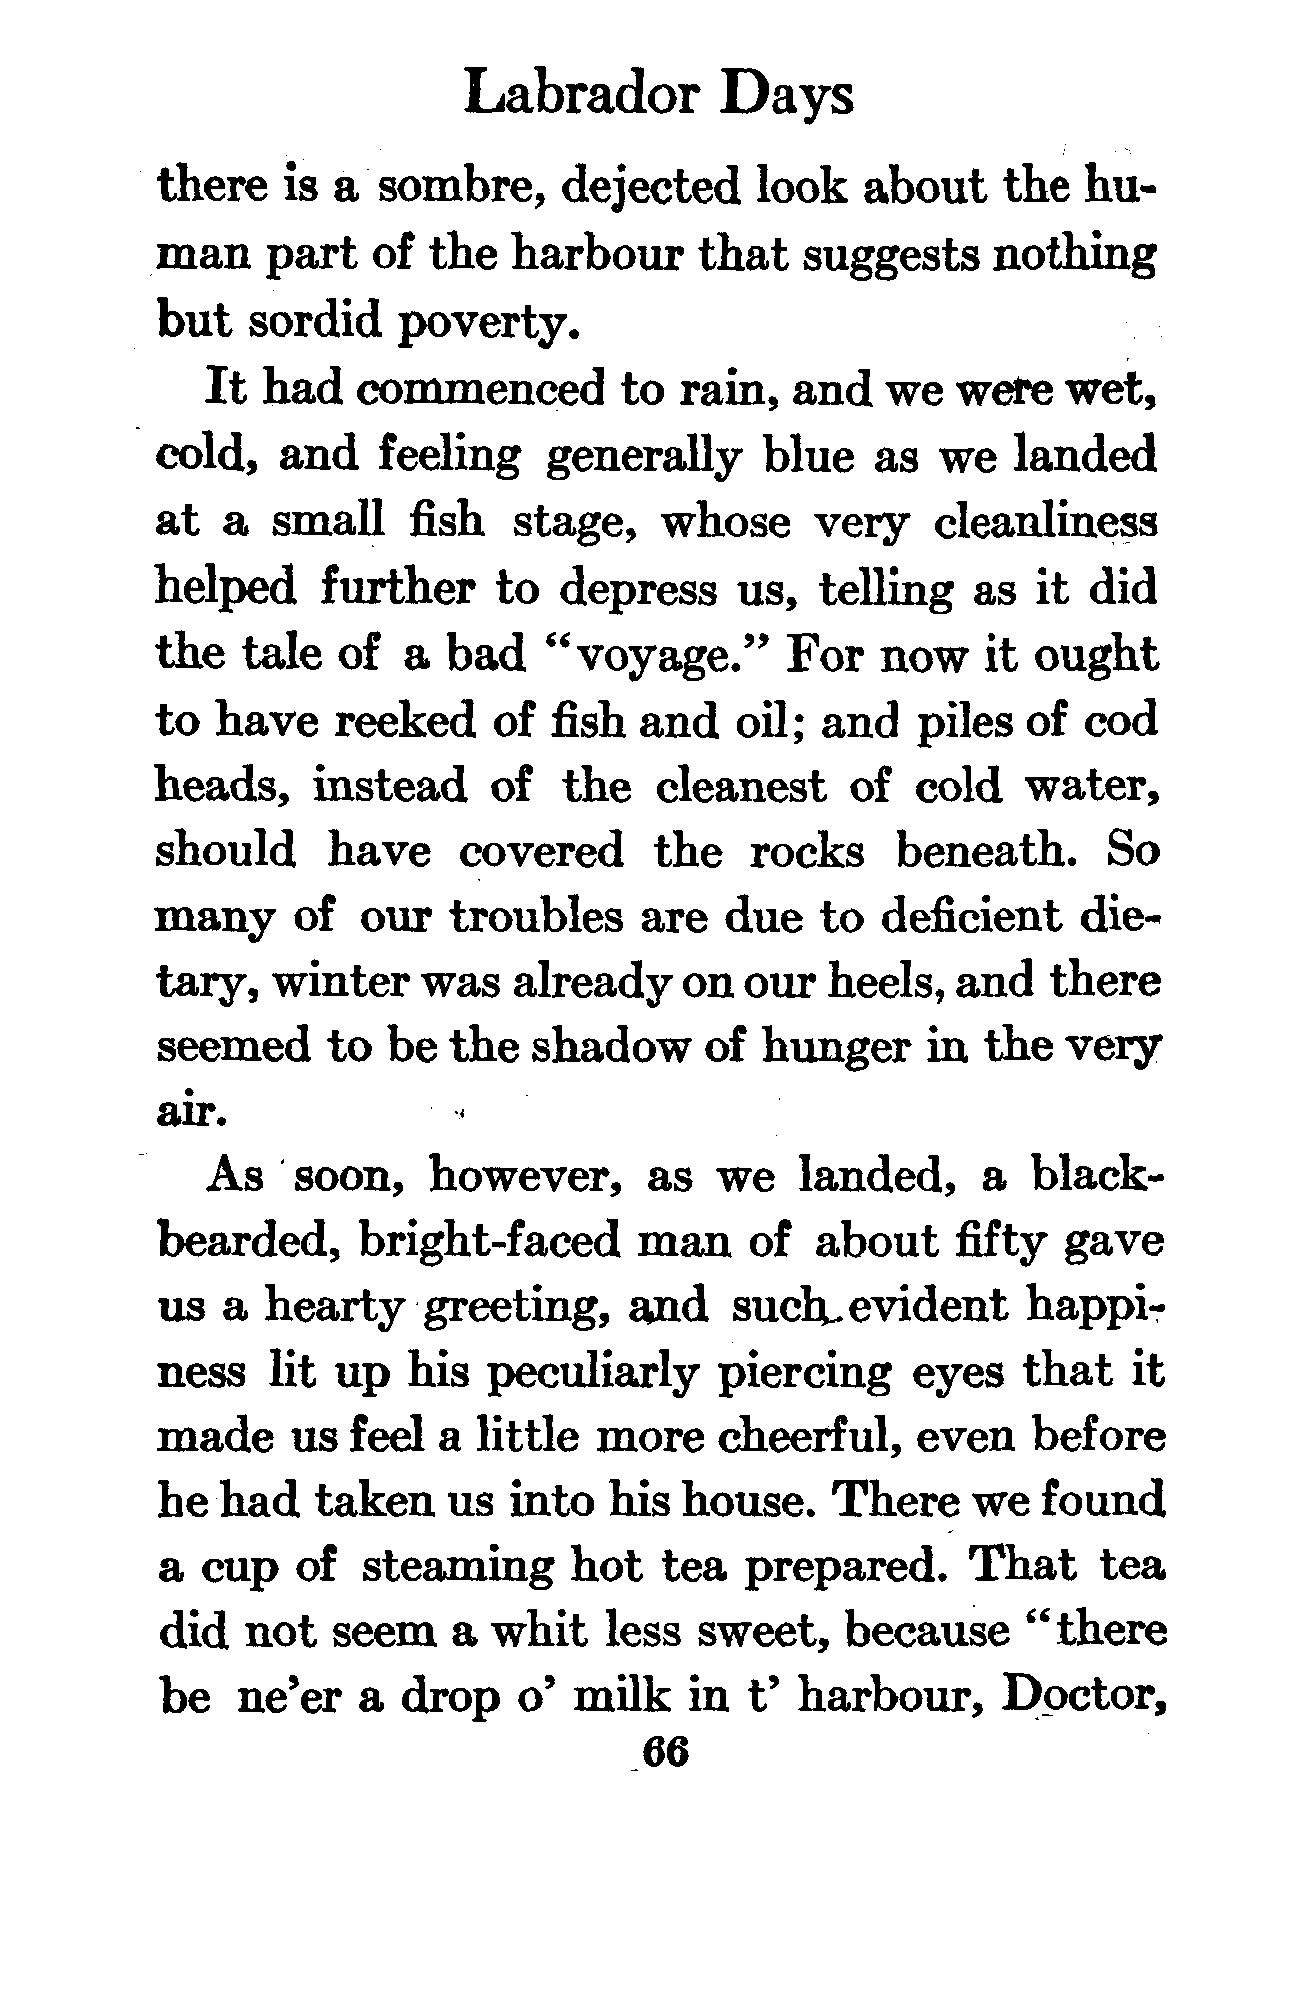 Labrador Days
there is a sombre, dejected look about the hu-
man part of the harbour that suggests nothing
but sordid poverty.
It had commenced to rain, and we were wet,
cold, and feeling generally blue as we landed
at a small fish stage, whose very cleanliness
helped further to depress us, telling as it did
the tale of a bad “voyage.” For now it ought
to have reeked of fish and oil; and piles of cod
heads, instead of the cleanest of cold water,
should have covered the rocks beneath. So
many of our troubles are due to deficient die-
tary, winter was already on our heels, and there
seemed to be the shadow of hunger in the very
air.
As soon, however, as we landed, a black-
bearded, bright-faced man of about fifty gave
us a hearty greeting, and such evident happi-
ness lit up his peculiarly piercing eyes that it
made us feel a little more cheerful, even before
he had taken us into his house. There we found
a cup of steaming hot tea prepared. That tea
did not seem a whit less sweet, because “there
be ne’er a drop o’ milk in t’ harbour, Doctor,
66